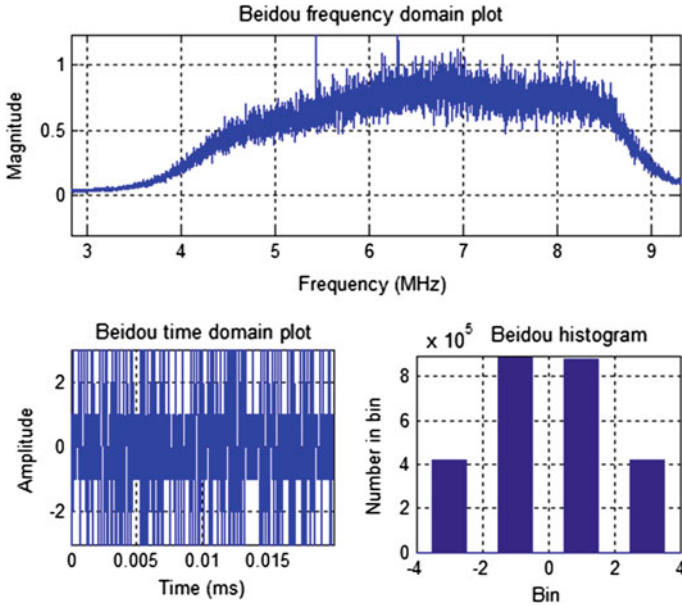 Beidou frequency domain plot
Magnitude
1
0.5
0
3 4 5 6 7 8 9
Frequency (MHz)
Beidou time domain plot
Amplitude
2
0
-2
0 0.005 0.01 0.015
Time (ms)
x 10^5 Beidou histogram
Number in bin
8
6
4
2
0
-4 -2 0 2 4
Bin